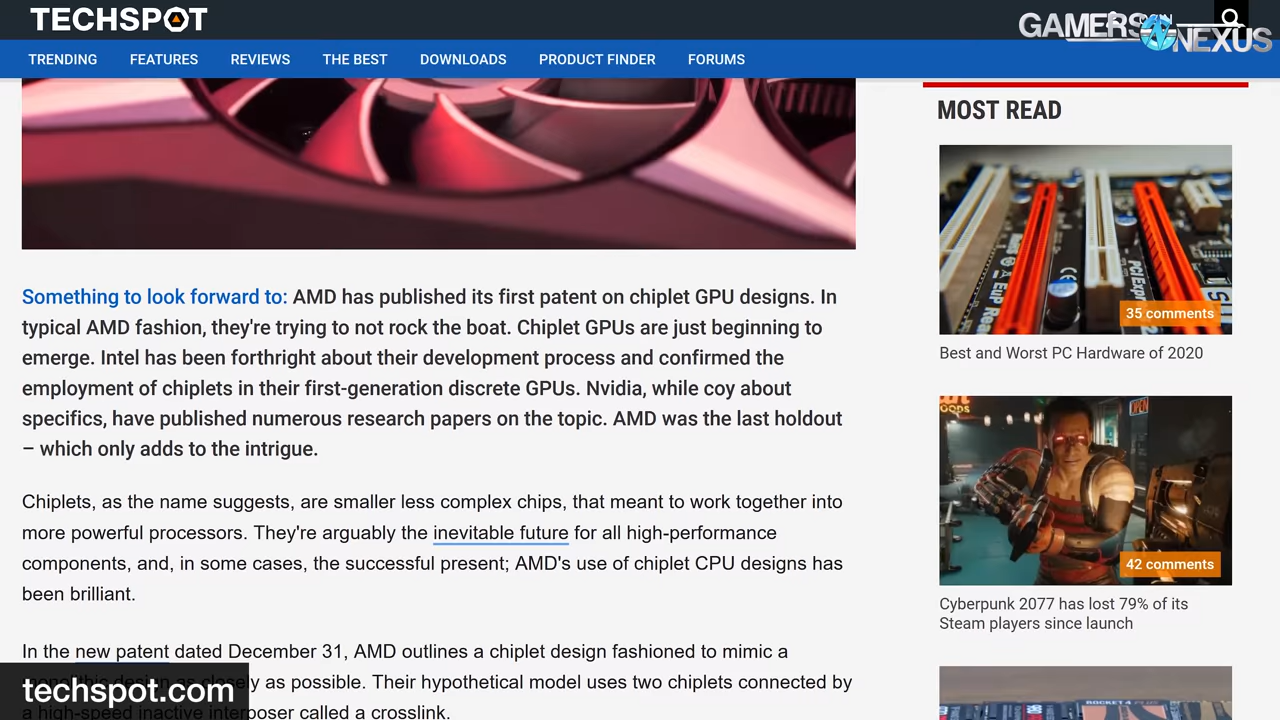 TECHSPOT
LOGIN
GAMERS NEXUS
TRENDING FEATURES REVIEWS THE BEST DOWNLOADS PRODUCT FINDER FORUMS
MOST READ
35 comments
Best and Worst PC Hardware of 2020
42 comments
Cyberpunk 2077 has lost 79% of its
Steam players since launch
Something to look forward to: AMD has published its first patent on chiplet GPU designs. In
typical AMD fashion, they're trying to not rock the boat. Chiplet GPUs are just beginning to
emerge. Intel has been forthright about their development process and confirmed the
employment of chiplets in their first-generation discrete GPUs. Nvidia, while coy about
specifics, have published numerous research papers on the topic. AMD was the last holdout
– which only adds to the intrigue.
Chiplets, as the name suggests, are smaller less complex chips, that meant to work together into
more powerful processors. They're arguably the inevitable future for all high-performance
components, and, in some cases, the successful present; AMD's use of chiplet CPU designs has
been brilliant.
In the new patent dated December 31, AMD outlines a chiplet design fashioned to mimic a
monolithic design as closely as possible. Their hypothetical model uses two chiplets connected by
a high-speed inactive interposer called a crosslink.
techspot.com